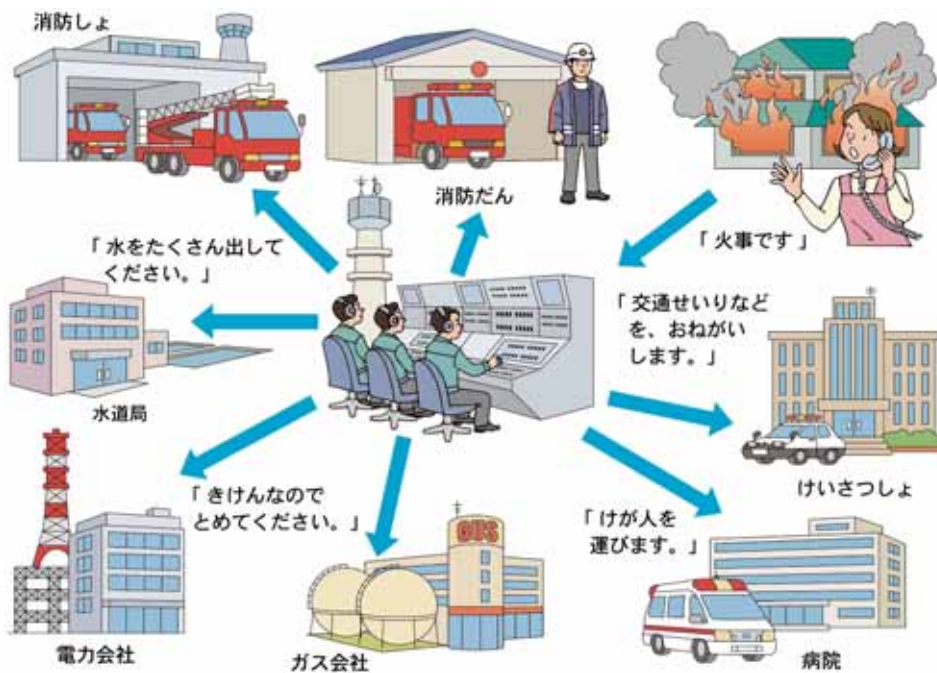 消防しょ
消防だん
「火事です」
「水をたくさん出して
ください。」
「交通せいりなど
を、おねがい
します。」
水道局
けいさつしょ
「きけんなので
とめてください。」
「けが人を
運びます。」
GUS
電力会社
ガス会社
病院